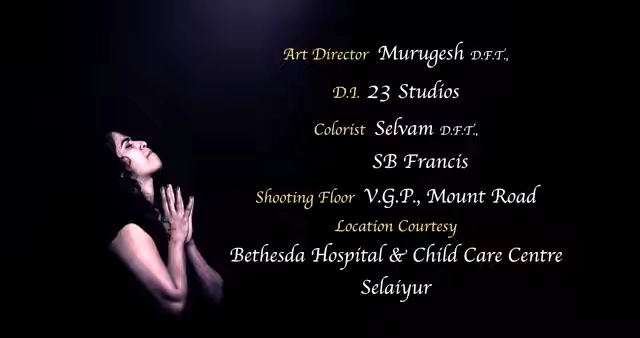 Art Director Murugesh D.F.T.,
D.I. 23 Studios
Colorist Selvam D.F.T.,
SB Francis
Shooting Floor V.G.P., Mount Road
Location Courtesy
Bethesda Hospital & Child Care Centre
Selaiyur